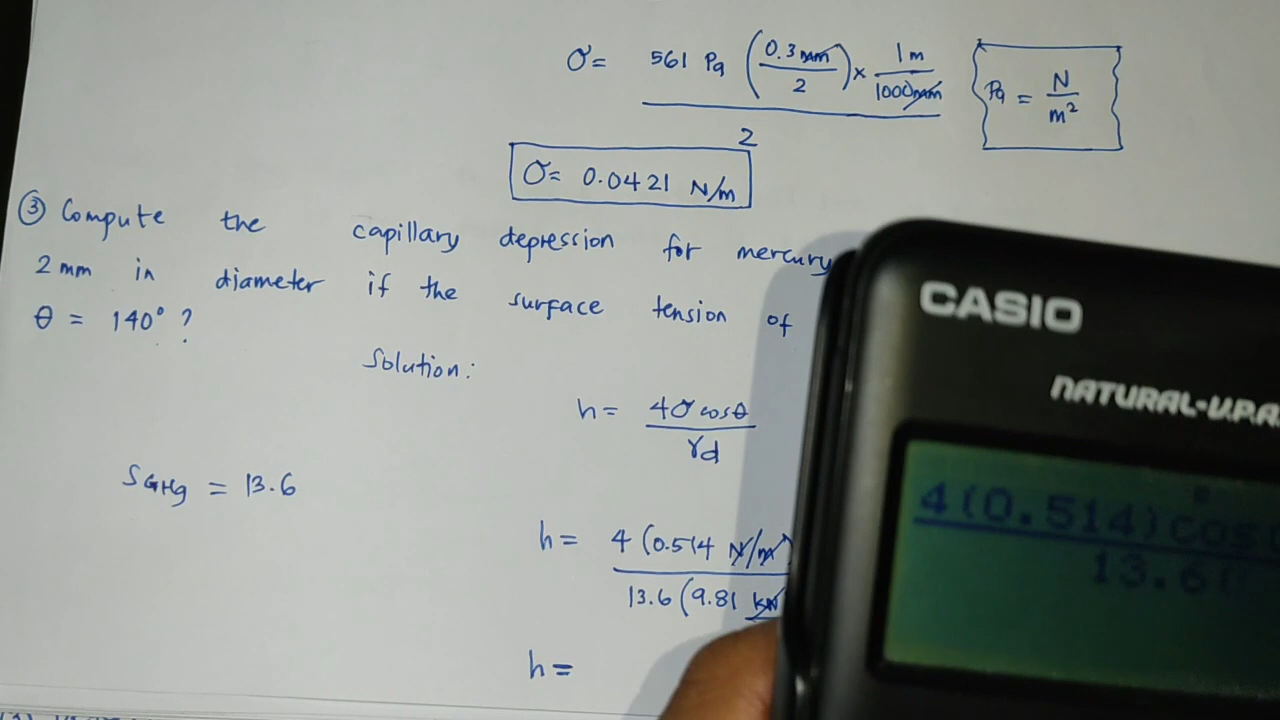 σ = 561 Pa (0.3 mm / 2) x 1 m / 1000 mm
2
Pa = N / m²
σ = 0.0421 N/m
③ Compute the capillary depression for mercury
2 mm in diameter if the surface tension of
θ = 140° ?
Solution:
h = 4σ cosθ / γd
SGHg = 13.6
h = 4 (0.514 N/m) / 13.6 (9.81 kN
h =
CASIO
NATURAL-V.P.A.
4(0.514)cos
13.6(